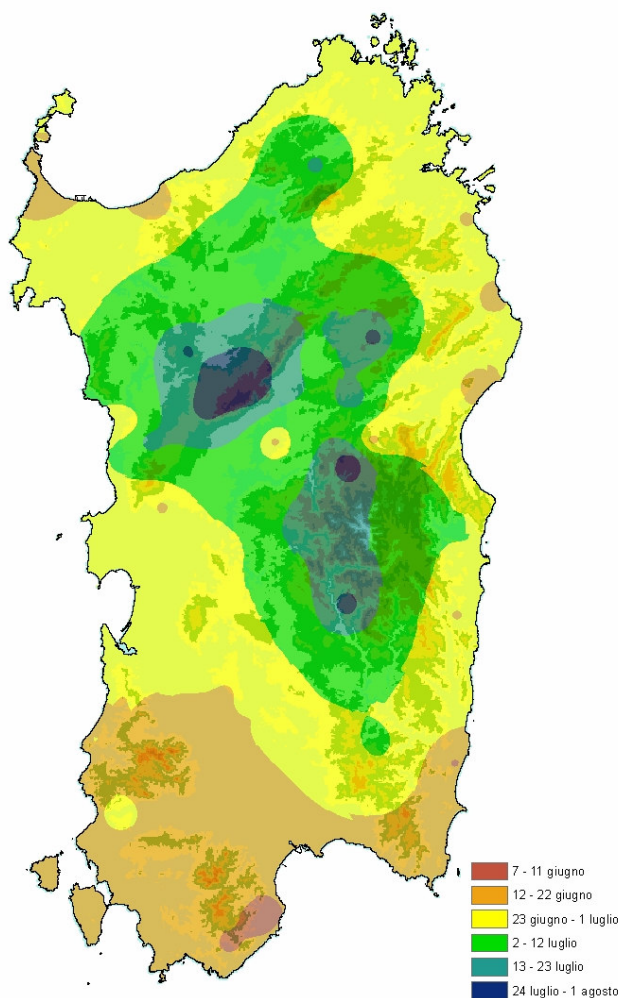 7 - 11 giugno
12 - 22 giugno
23 giugno - 1 luglio
2 - 12 luglio
13 - 23 luglio
24 luglio - 1 agosto